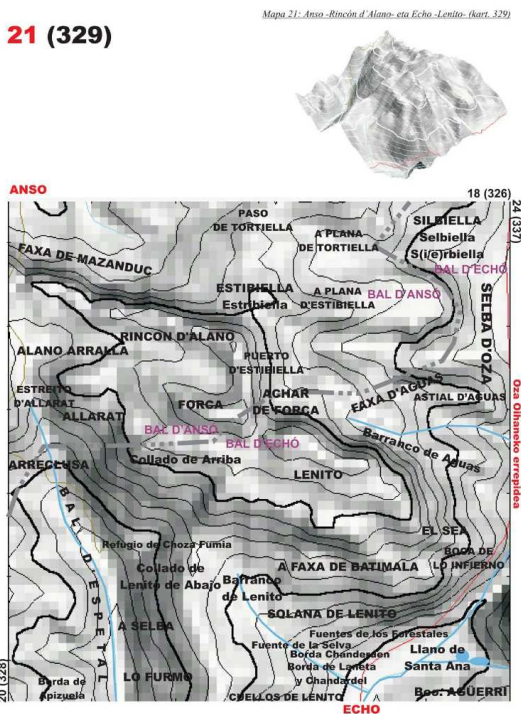 Mapa 21: Anso -Rincón d'Alano- eta Echo -Lenito- (kart. 329)
21 (329)
ANSO
18 (326)
24 (337)
PASO
DE TORTIELLA
A PLANA
DE TORTIELLA
SILBIELLA
Selbiella
S(i/e)rbiella
FAXA DE MAZANDUC
BAL D'ECHÓ
ESTIBIELLA
Estribiella
A PLANA
D'ESTIBIELLA
BAL D'ANSÓ
SELBA D'OZA
RINCON D'ALANO
ALANO ARRALLA
PUERTO
D'ESTIBIELLA
ESTREITO
D'ALLARAT
ALLARAT
FORCA
ACHAR
DE FORCA
FAXA D'AGUAS
ASTIAL D'AGUAS
Oza Oihaneko errepidea
BAL D'ANSÓ
BAL D'ECHÓ
Barranco de Aguas
ARRECLUSA
Collado de Arriba
LENITO
BAL D'ESPETAL
EL SEA
Refugio de Choza Fumia
BOCA DE
LO INFIERNO
Collado de
Lenito de Abajo
Barranco
de Lenito
A FAXA DE BATIMALA
SOLANA DE LENITO
A SELBA
Fuentes de los Forestales
Fuente de la Selva
Borda Chanderden
Borda de Laneta
y Chandardel
Llano de
Santa Ana
20 (328)
Borda de
Apizuela
LO FURMO
CUELLOS DE LENITO
Bco: AGÜERRI
ECHO